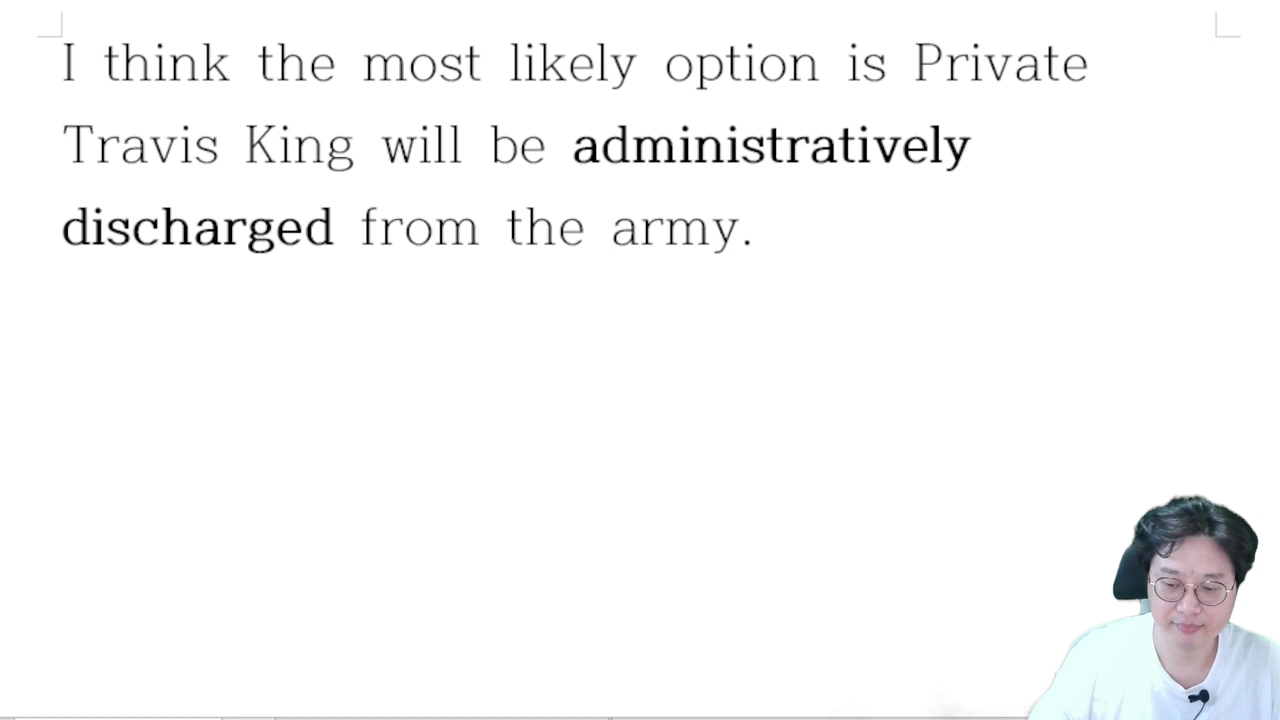 I think the most likely option is Private
Travis King will be administratively
discharged from the army.